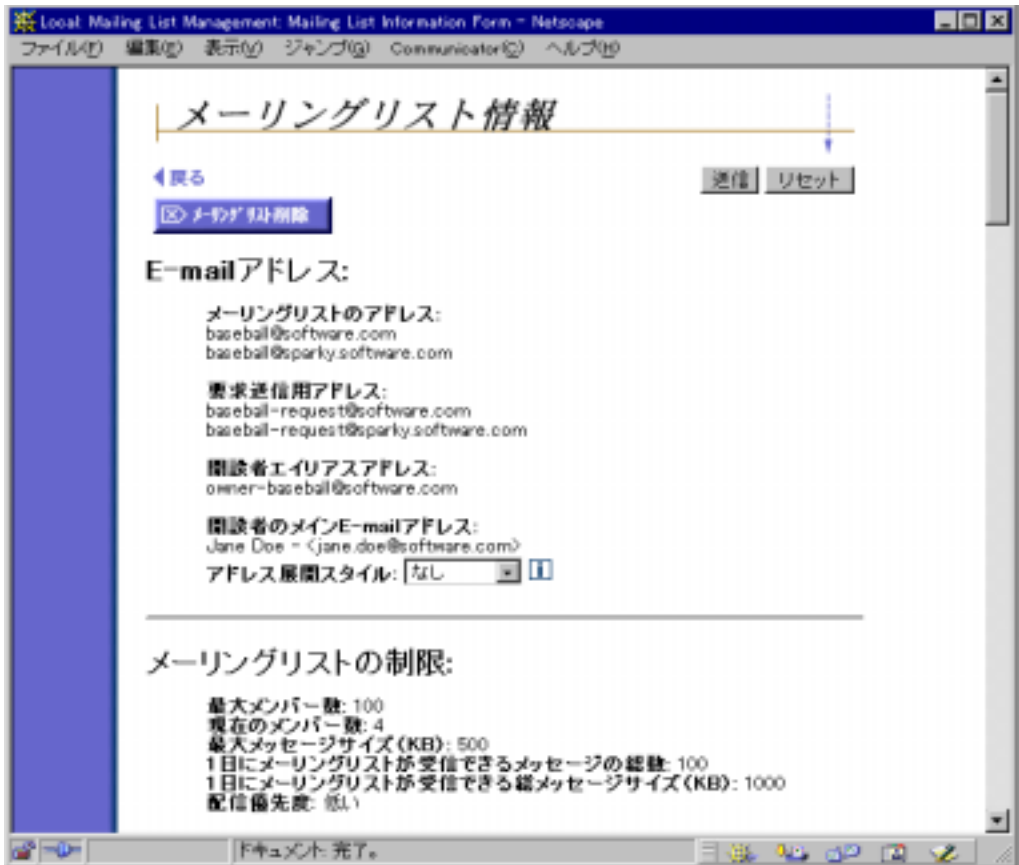 Local: Mailing List Management: Mailing List Information Form - Netscape
ファイル(F) 編集(E) 表示(V) ジャンプ(G) Communicator(C) ヘルプ(H)
メーリングリスト情報
戻る
送信 リセット
メーリングリスト削除
E-mailアドレス:
メーリングリストのアドレス:
baseball@software.com
baseball@sparky.software.com
要求送信用アドレス:
baseball-request@software.com
baseball-request@sparky.software.com
開設者エイリアスアドレス:
owner-baseball@software.com
開設者のメインE-mailアドレス:
Jane Doe - <jane.doe@software.com>
アドレス展開スタイル: なし
メーリングリストの制限:
最大メンバー数: 100
現在のメンバー数: 4
最大メッセージサイズ(KB): 500
1日にメーリングリストが受信できるメッセージの総数: 100
1日にメーリングリストが受信できる総メッセージサイズ(KB): 1000
配信優先度: 低い
ドキュメント: 完了。